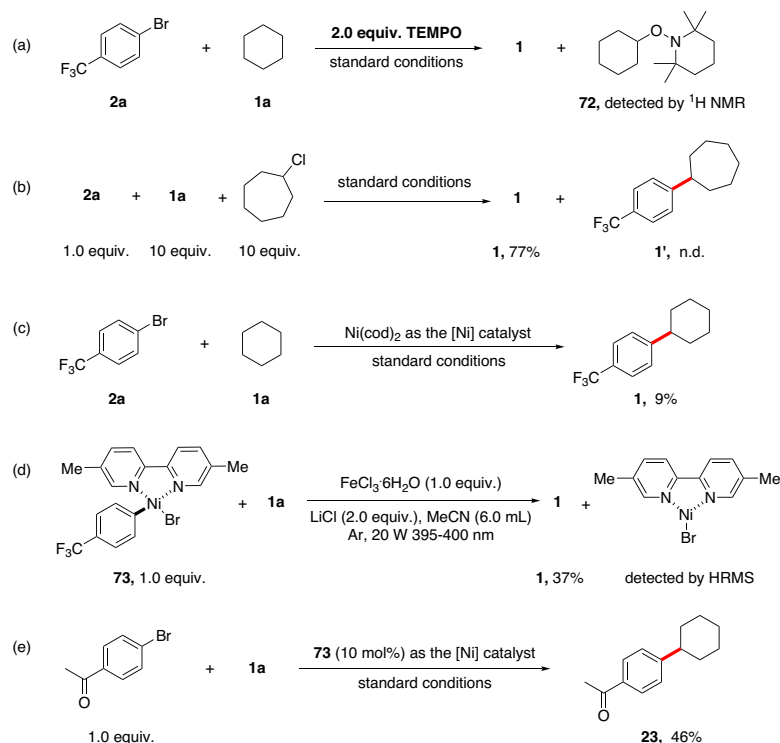 (a)
Br
F3C
2a
+
1a
2.0 equiv. TEMPO
standard conditions
1
+
O
N
72, detected by 1H NMR
(b)
2a + 1a +
Cl
standard conditions
1
+
F3C
1.0 equiv. 10 equiv. 10 equiv.
1, 77%
1', n.d.
(c)
Br
F3C
2a
+
1a
Ni(cod)2 as the [Ni] catalyst
standard conditions
F3C
1, 9%
(d)
Me
Me
N
N
Ni
Br
F3C
73, 1.0 equiv.
+
1a
FeCl3·6H2O (1.0 equiv.)
LiCl (2.0 equiv.), MeCN (6.0 mL)
Ar, 20 W 395-400 nm
1
+
Me
Me
N
N
Ni
Br
1, 37%
detected by HRMS
(e)
Br
O
1.0 equiv.
+
1a
73 (10 mol%) as the [Ni] catalyst
standard conditions
O
23, 46%